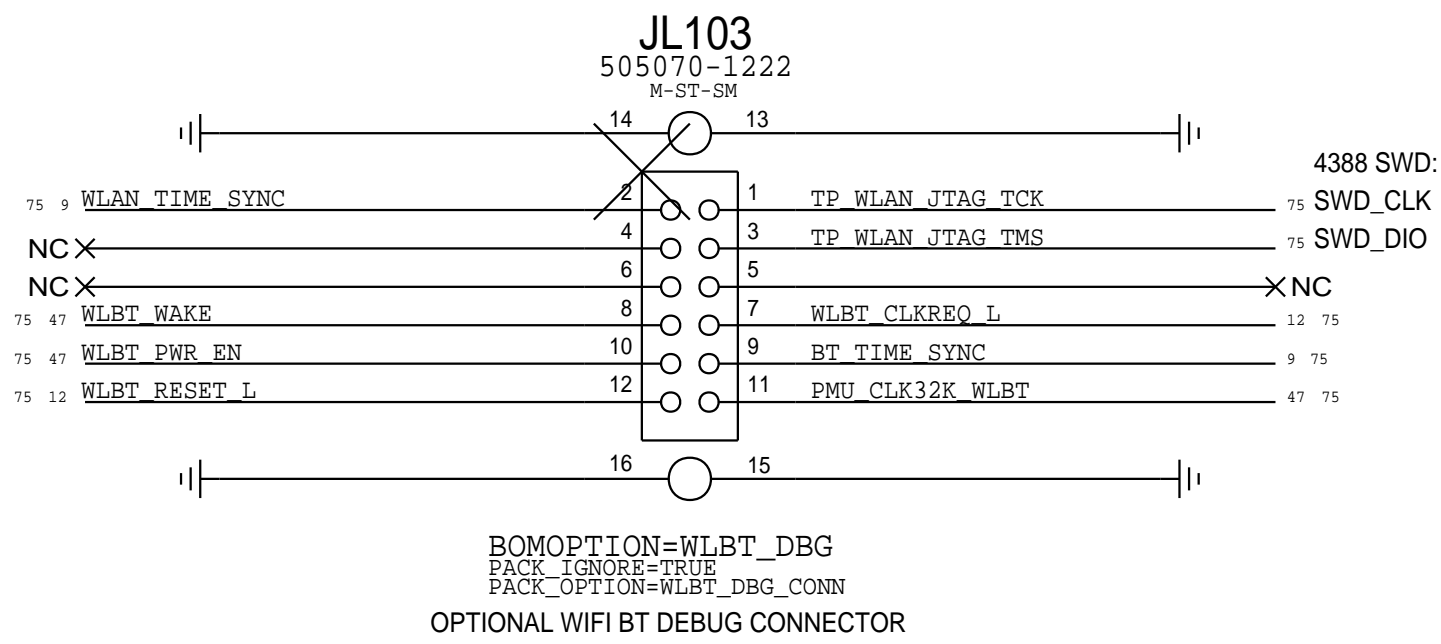 JL103
505070-1222
M-ST-SM
14 13
4388 SWD:
75 9 WLAN_TIME_SYNC 2 1 TP_WLAN_JTAG_TCK 75 SWD_CLK
NC 4 3 TP_WLAN_JTAG_TMS 75 SWD_DIO
NC 6 5 NC
75 47 WLBT_WAKE 8 7 WLBT_CLKREQ_L 12 75
75 47 WLBT_PWR_EN 10 9 BT_TIME_SYNC 9 75
75 12 WLBT_RESET_L 12 11 PMU_CLK32K_WLBT 47 75
16 15
BOMOPTION=WLBT_DBG
PACK_IGNORE=TRUE
PACK_OPTION=WLBT_DBG_CONN
OPTIONAL WIFI BT DEBUG CONNECTOR